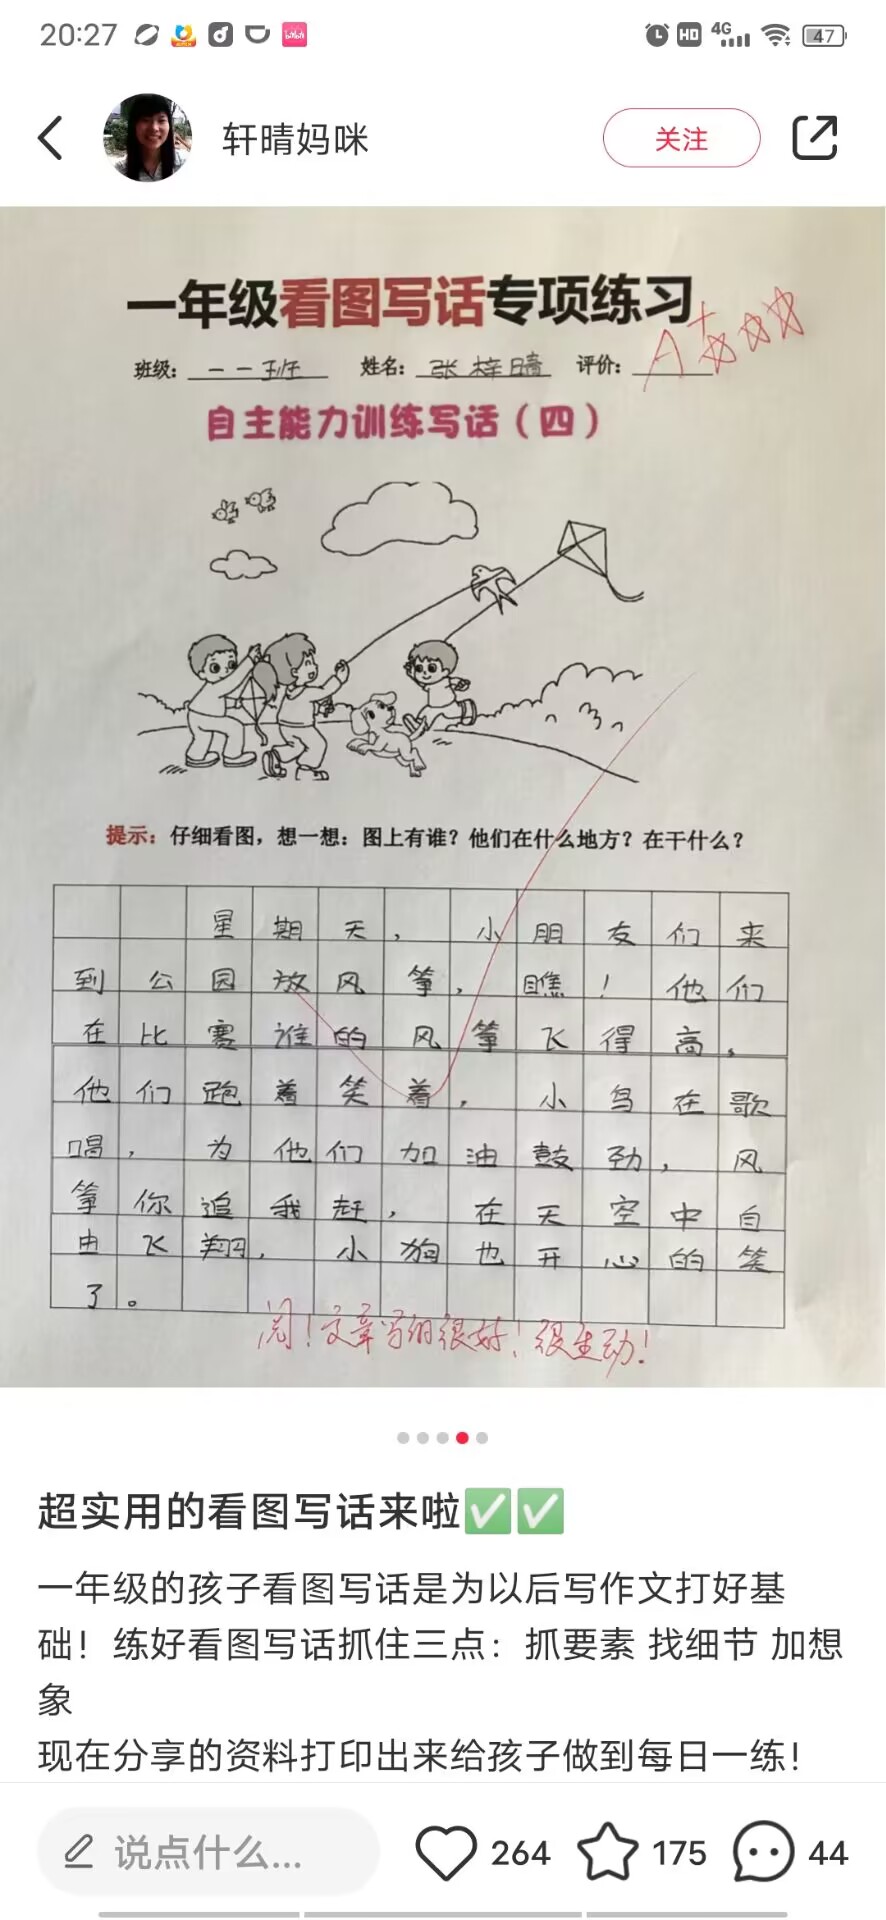 20:27
HD 4G 47
轩晴妈咪
关注
一年级看图写话专项练习
班级：一一班 姓名：张梓晴 评价：A+
自主能力训练写话（四）
提示：仔细看图，想一想：图上有谁？他们在什么地方？在干什么？
星期天，小朋友们来
到公园放风筝，瞧！他们
在比赛谁的风筝飞得高，
他们跑着笑着，小鸟在歌
唱，为他们加油鼓劲，风
筝你追我赶，在天空中自
由飞翔，小狗也开心的笑
了。
阅！文章写的很好！很生动！
超实用的看图写话来啦✅✅
一年级的孩子看图写话是为以后写作文打好基
础！练好看图写话抓住三点：抓要素 找细节 加想
象
现在分享的资料打印出来给孩子做到每日一练！
说点什么... 264 175 44